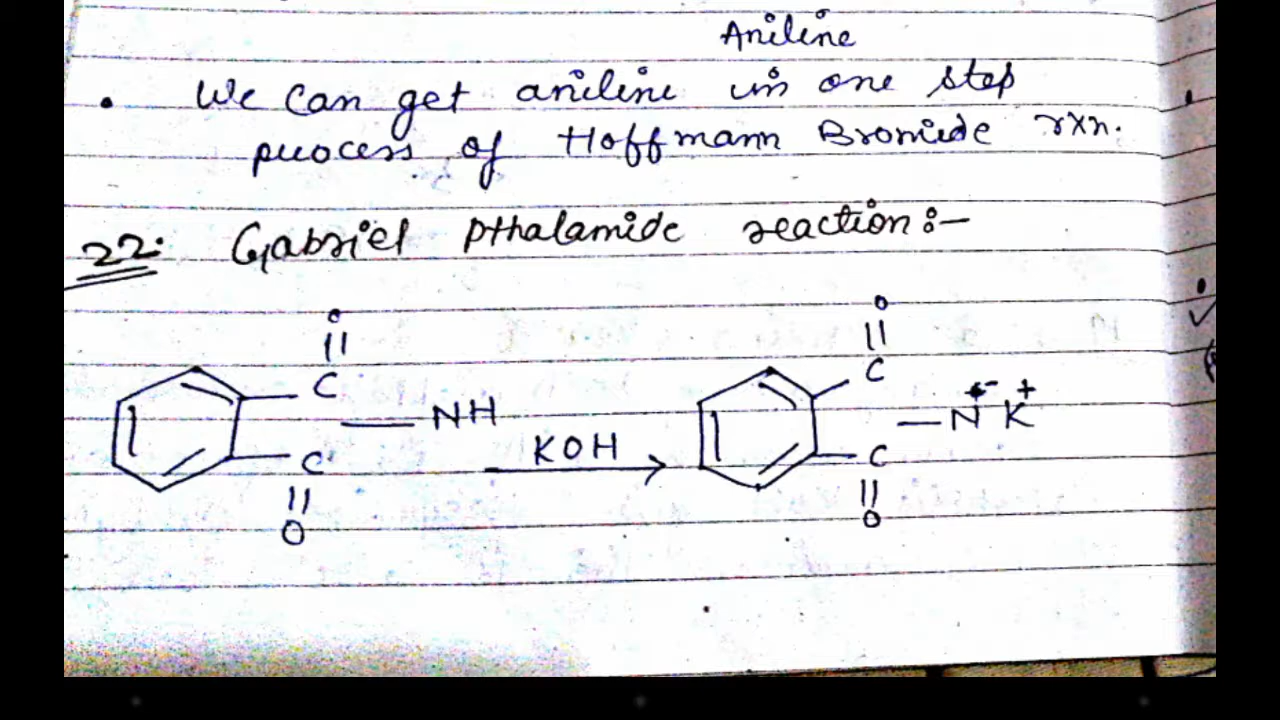 Aniline
• We can get aniline in one step
process of Hoffmann Bromide rxn.
22. Gabriel pthalamide reaction:-
O
||
C
NH
C
||
O
KOH
O
||
C
N⁻ K⁺
C
||
O